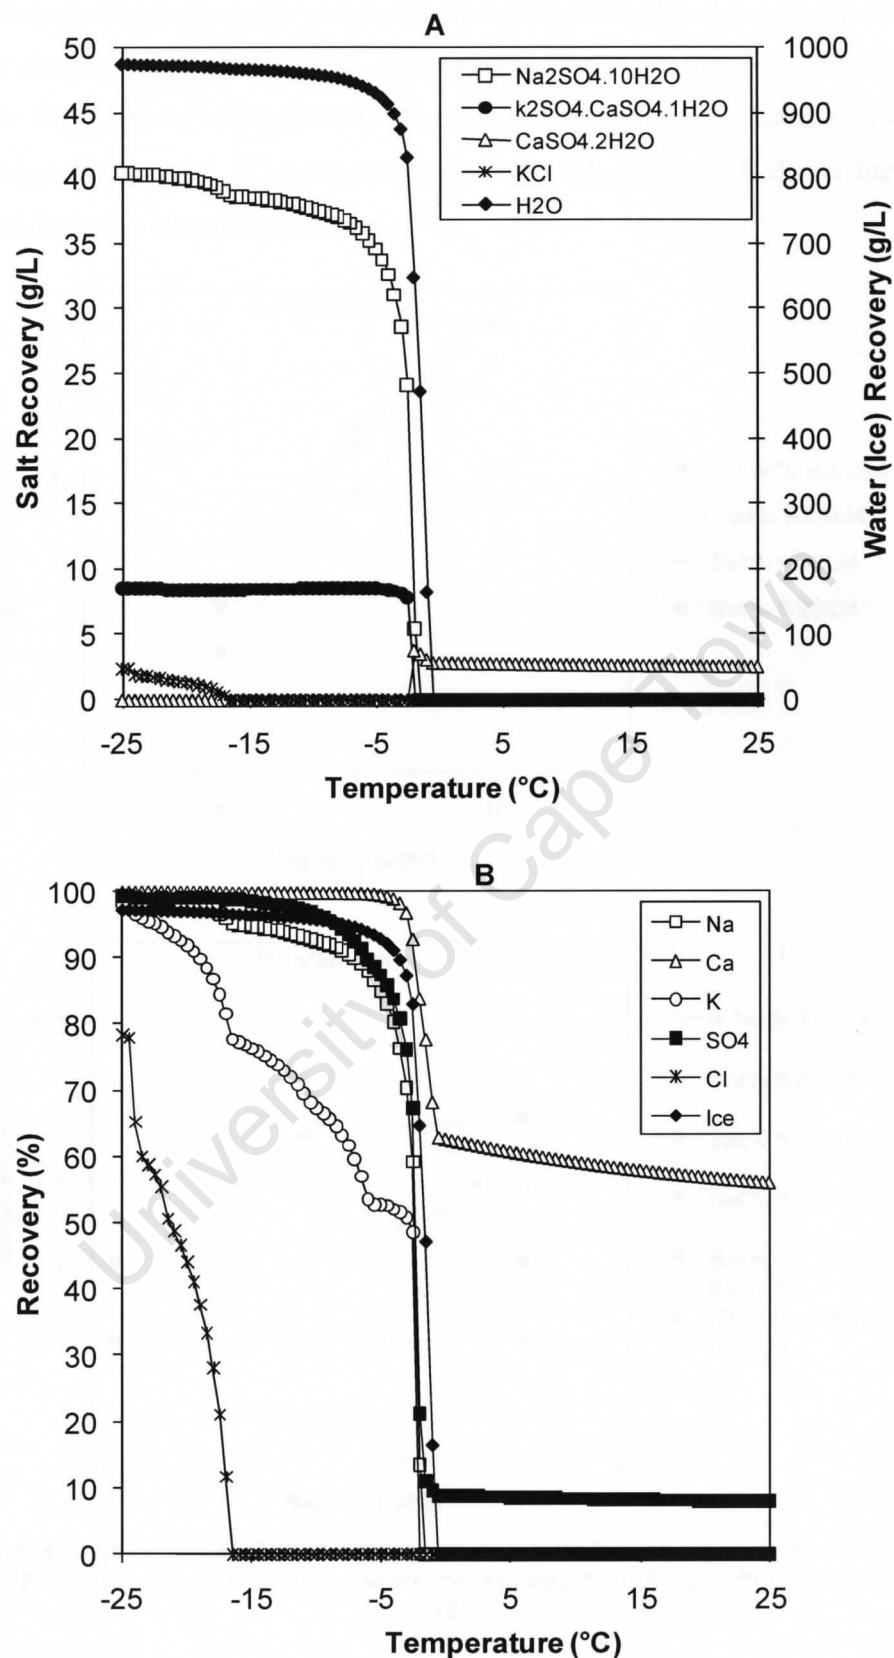 A
50
45
40
35
30
25
20
15
10
5
0
Salt Recovery (g/L)
1000
900
800
700
600
500
400
300
200
100
0
Water (Ice) Recovery (g/L)
Na2SO4.10H2O
k2SO4.CaSO4.1H2O
CaSO4.2H2O
KCl
H2O
-25 -15 -5 5 15 25
Temperature (°C)
University of Cape Town
B
100
90
80
70
60
50
40
30
20
10
0
Recovery (%)
Na
Ca
K
SO4
Cl
Ice
-25 -15 -5 5 15 25
Temperature (°C)